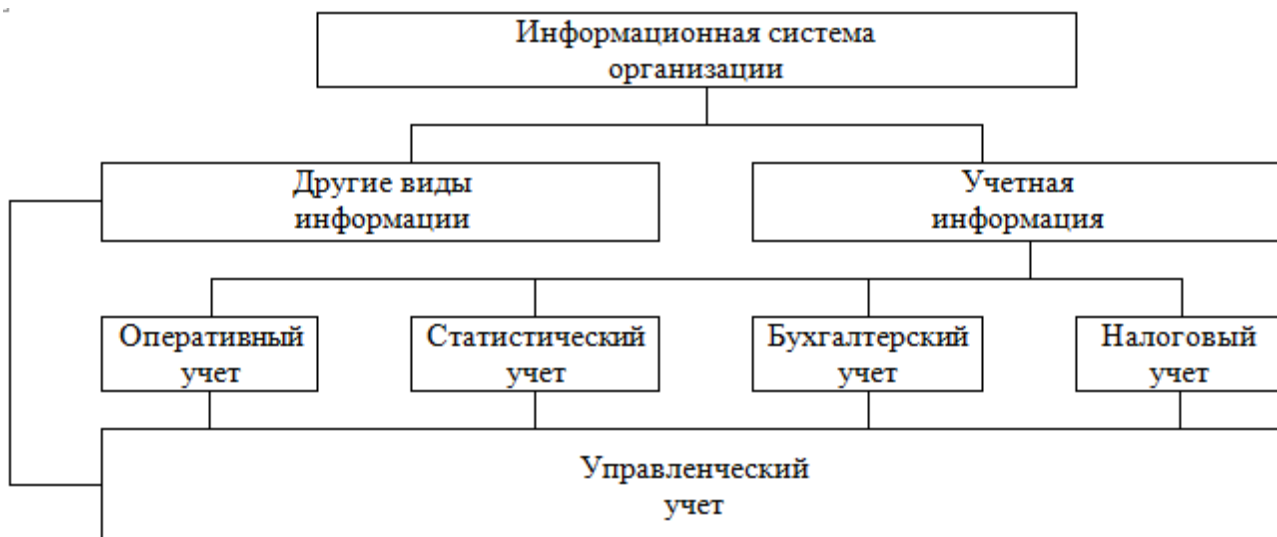 Информационная система
организации
Другие виды
информации
Учетная
информация
Оперативный
учет
Статистический
учет
Бухгалтерский
учет
Налоговый
учет
Управленческий
учет